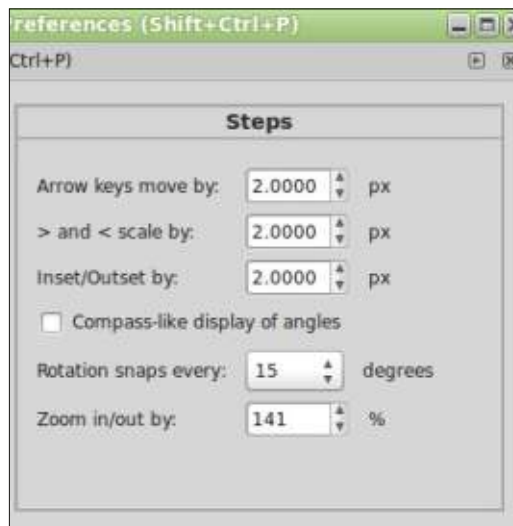 references (Shift+Ctrl+P)
Ctrl+P)
Steps
Arrow keys move by: 2.0000 px
> and < scale by: 2.0000 px
Inset/Outset by: 2.0000 px
Compass-like display of angles
Rotation snaps every: 15 degrees
Zoom in/out by: 141 %